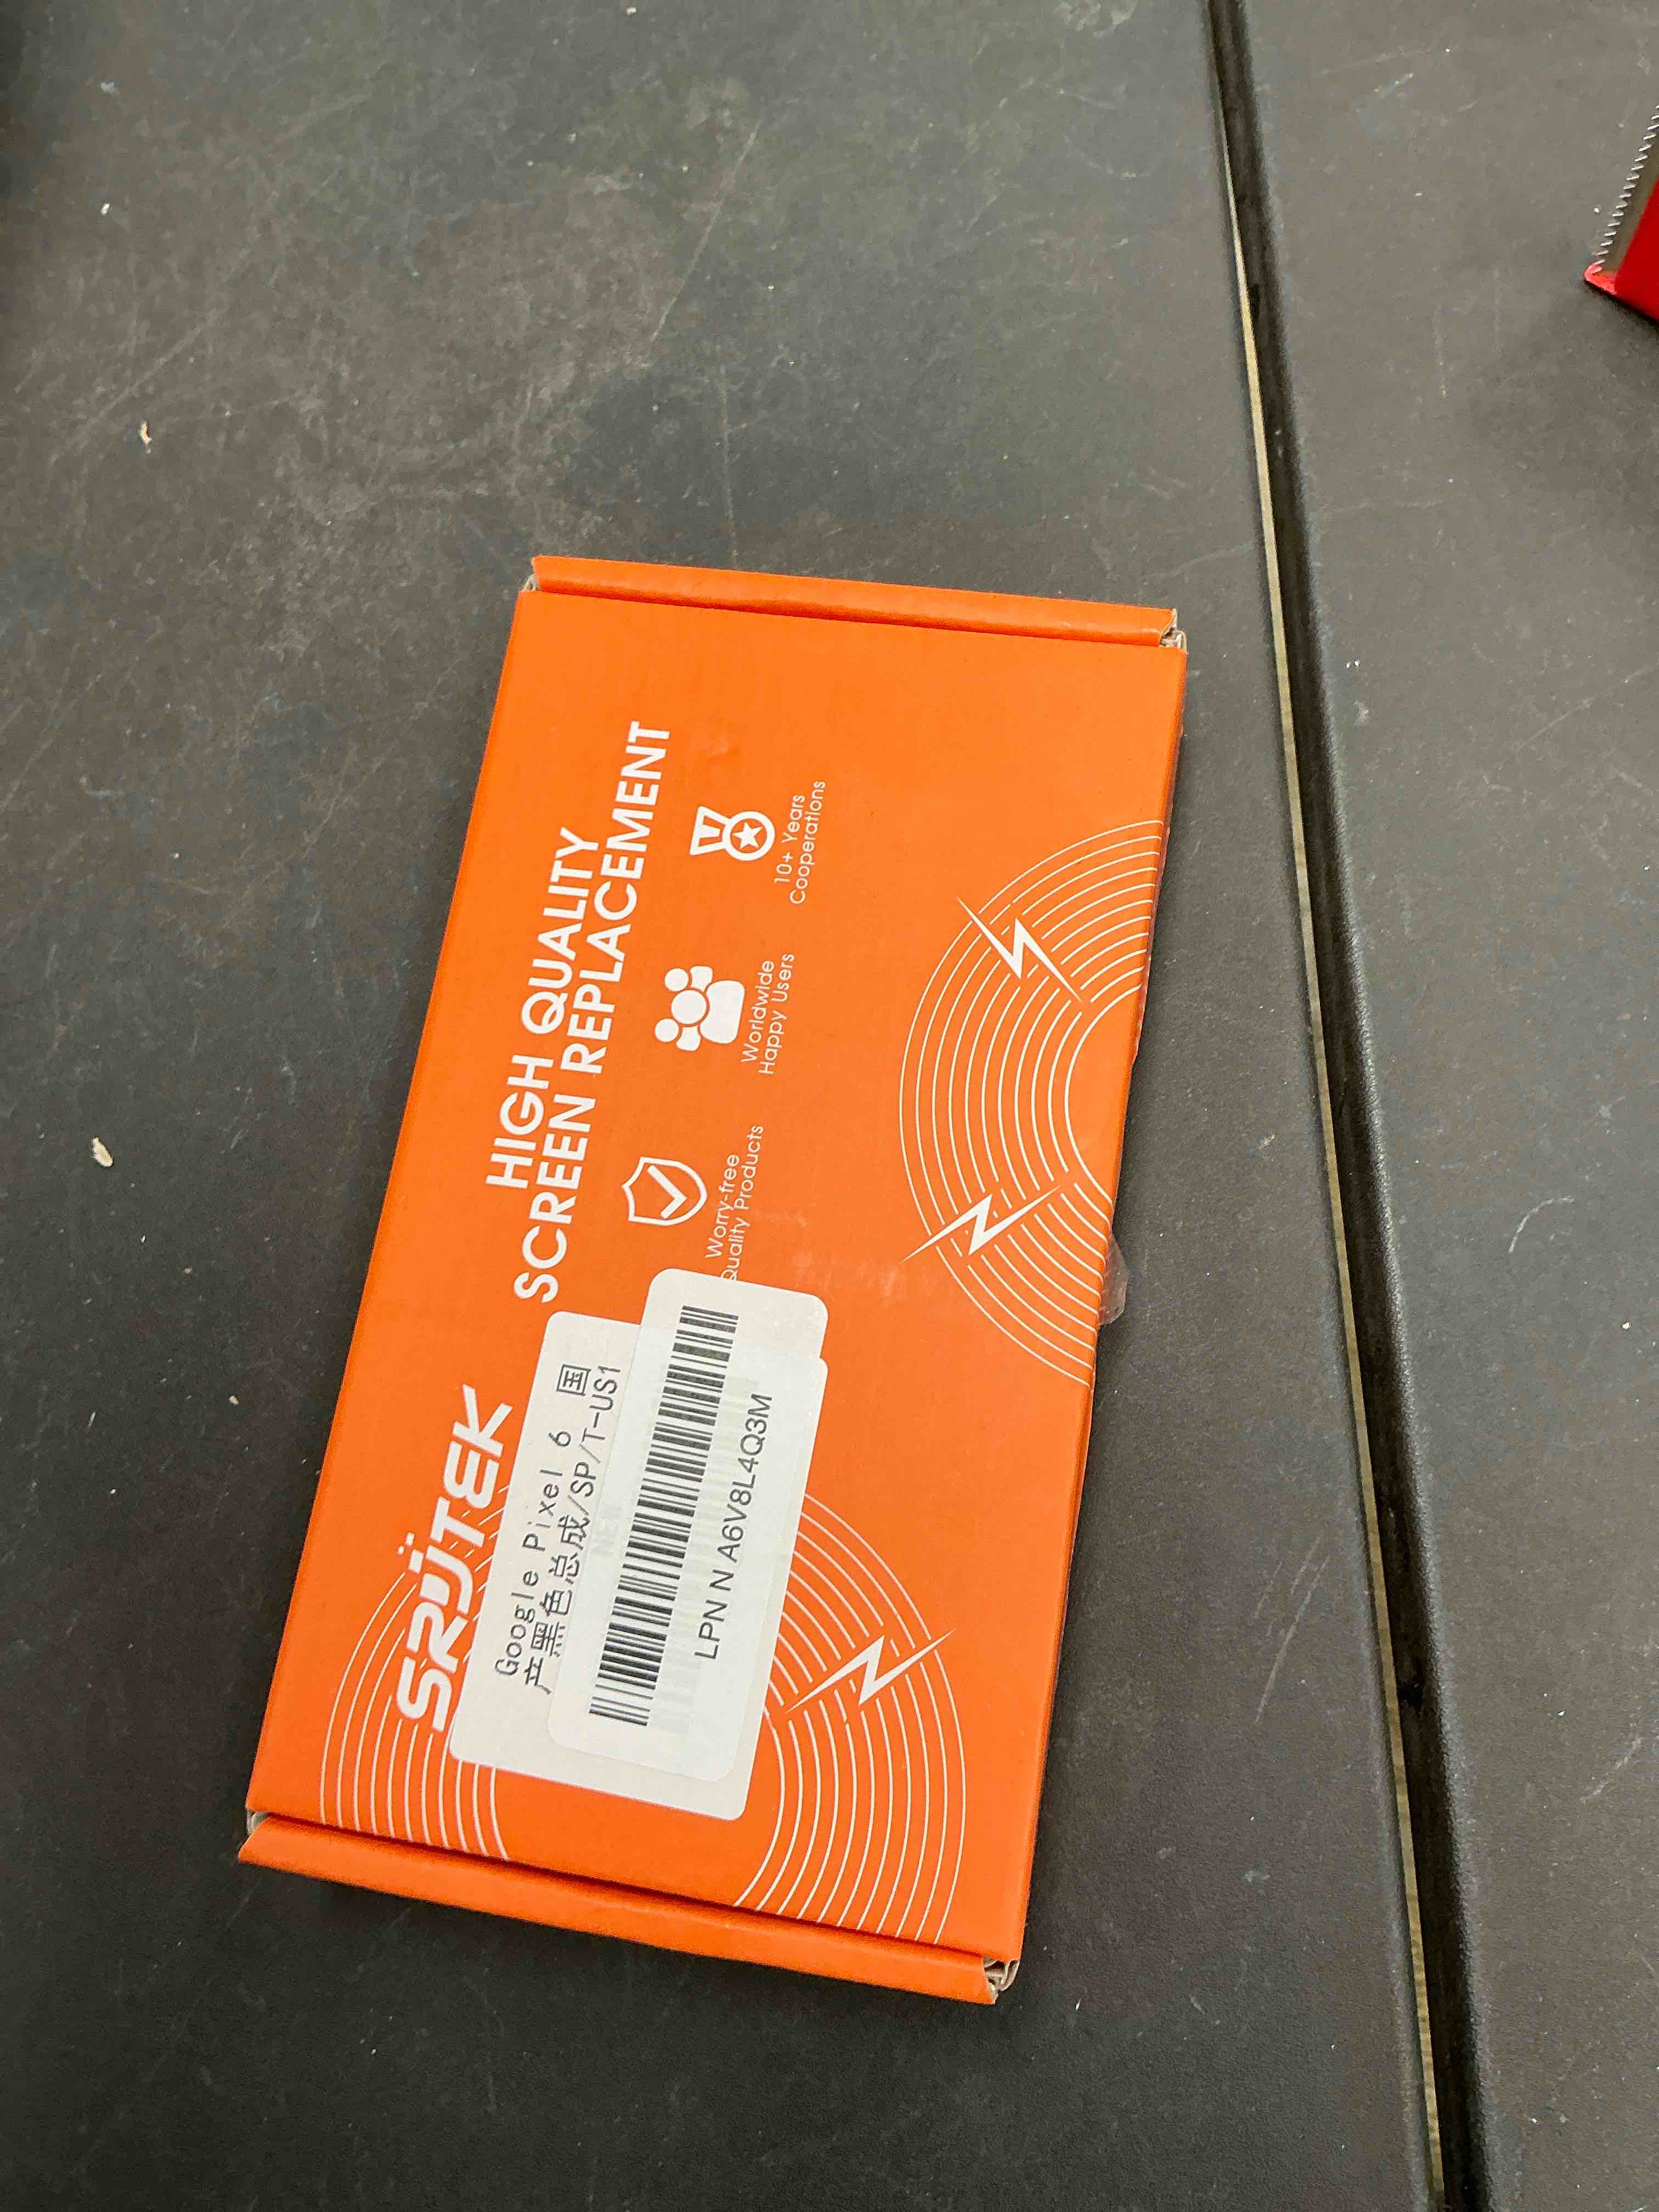 SRÜTEK
HIGH QUALITY
SCREEN REPLACEMENT
Worry-free
Quality Products
Worldwide
Happy Users
10+ Years
Cooperations
Google Pixel 6 国
产黑色总成/SP/T-US1
LPN N A6V8L4Q3M